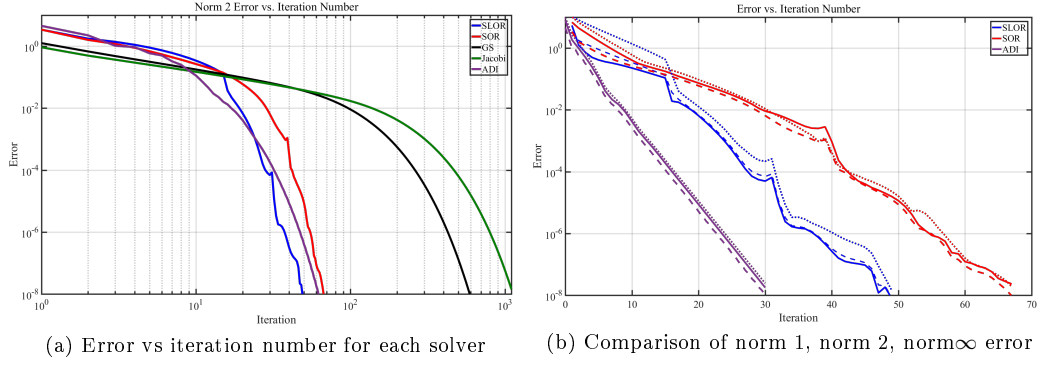 Norm 2 Error vs. Iteration Number
SLOR
SOR
GS
Jacobi
ADI
10^0
10^-2
10^-4
10^-6
10^-8
Error
10^0
10^1
10^2
10^3
Iteration
(a) Error vs iteration number for each solver
Error vs. Iteration Number
SLOR
SOR
ADI
10^0
10^-2
10^-4
10^-6
10^-8
Error
0 10 20 30 40 50 60 70
Iteration
(b) Comparison of norm 1, norm 2, norm∞ error